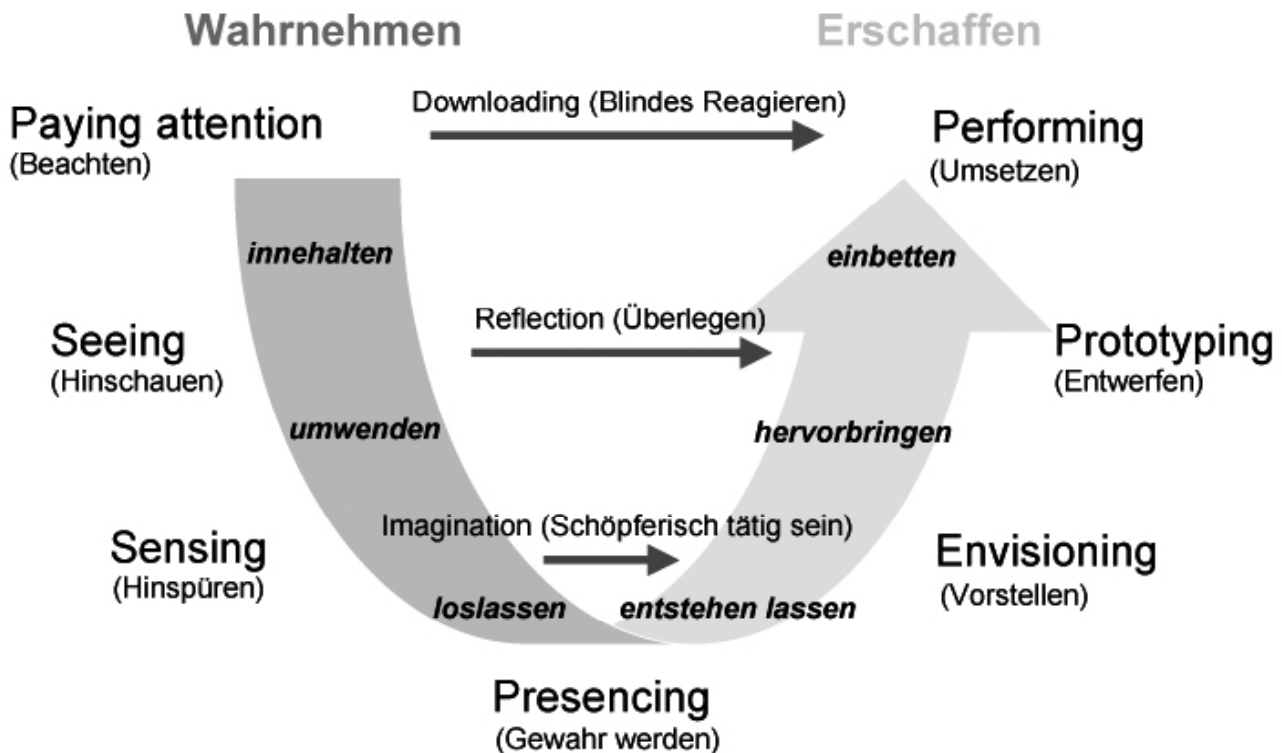 Wahrnehmen
Erschaffen
Downloading (Blindes Reagieren)
Paying attention
(Beachten)
Performing
(Umsetzen)
innehalten
einbetten
Reflection (Überlegen)
Seeing
(Hinschauen)
Prototyping
(Entwerfen)
umwenden
hervorbringen
Imagination (Schöpferisch tätig sein)
Sensing
(Hinspüren)
Envisioning
(Vorstellen)
loslassen
entstehen lassen
Presencing
(Gewahr werden)